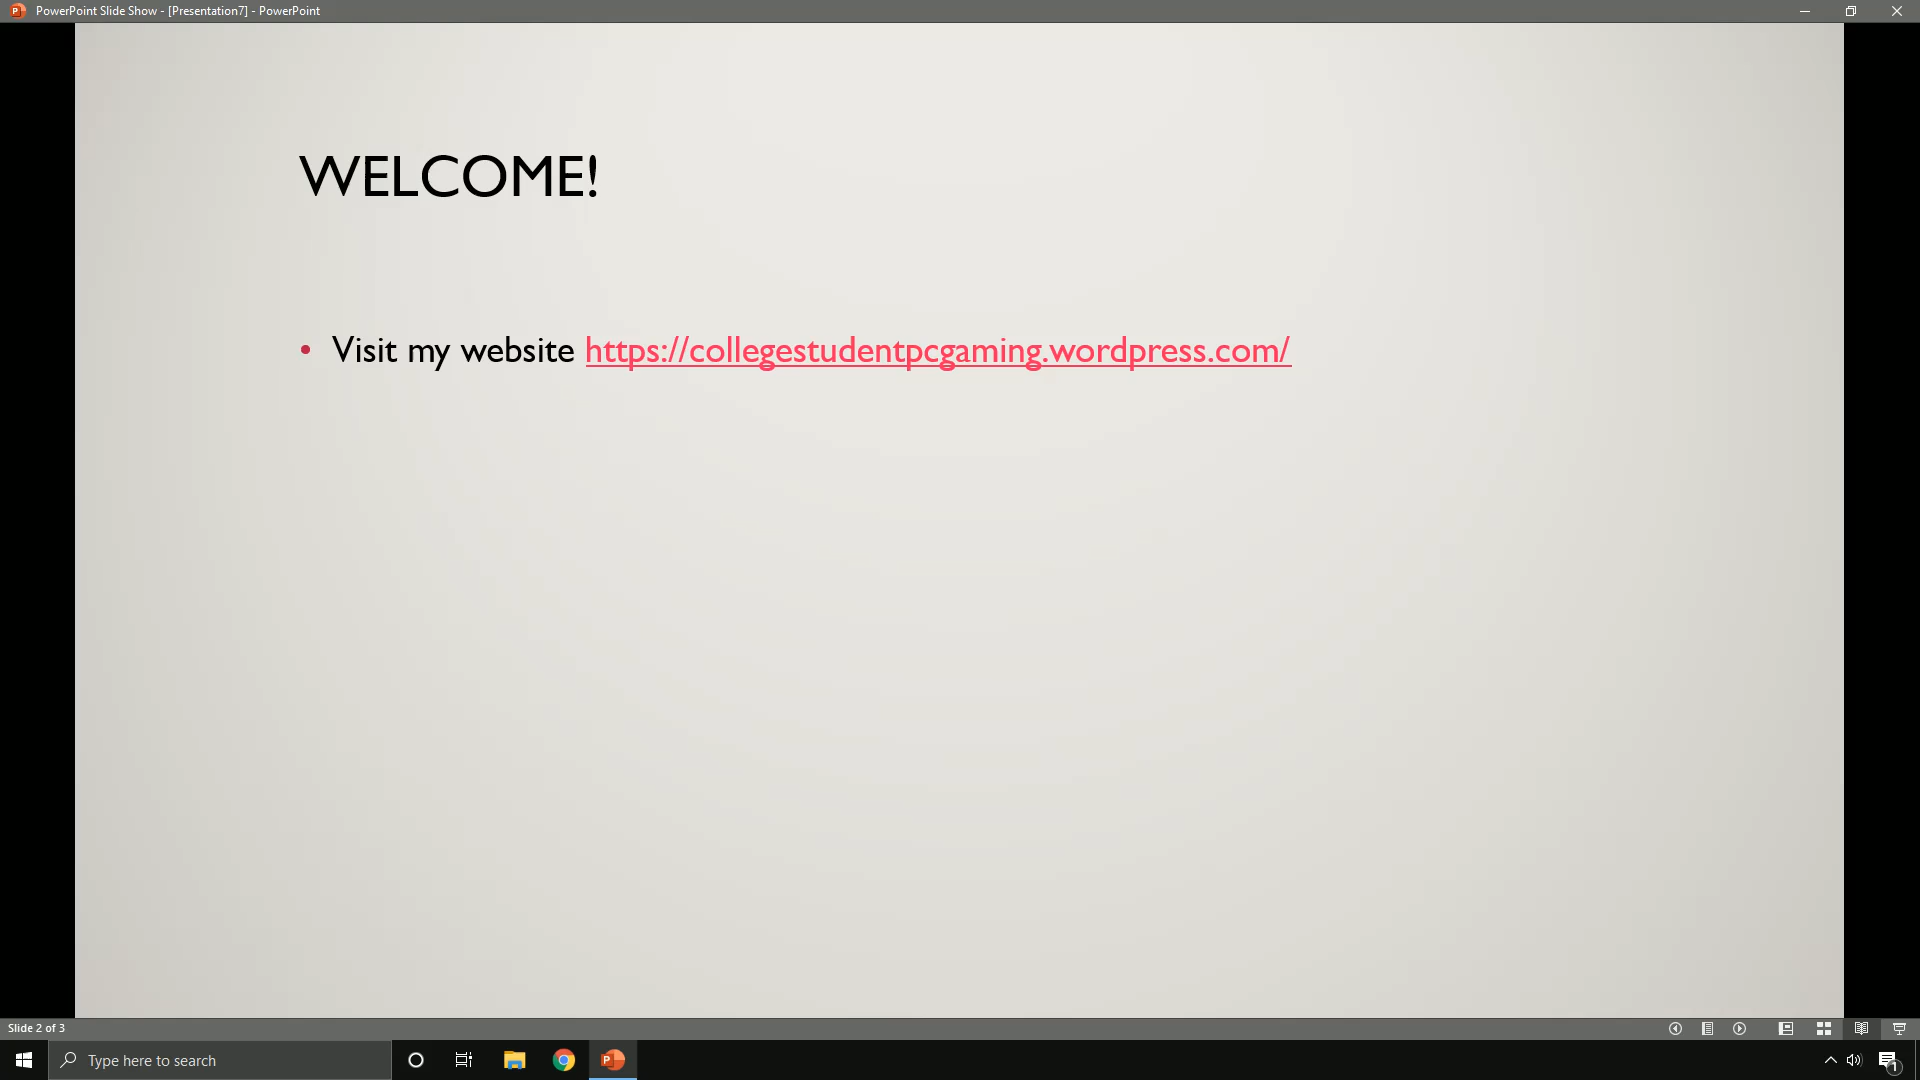 PowerPoint Slide Show - [Presentation7] - PowerPoint
WELCOME!
• Visit my website https://collegestudentpcgaming.wordpress.com/
Slide 2 of 3
Type here to search
1